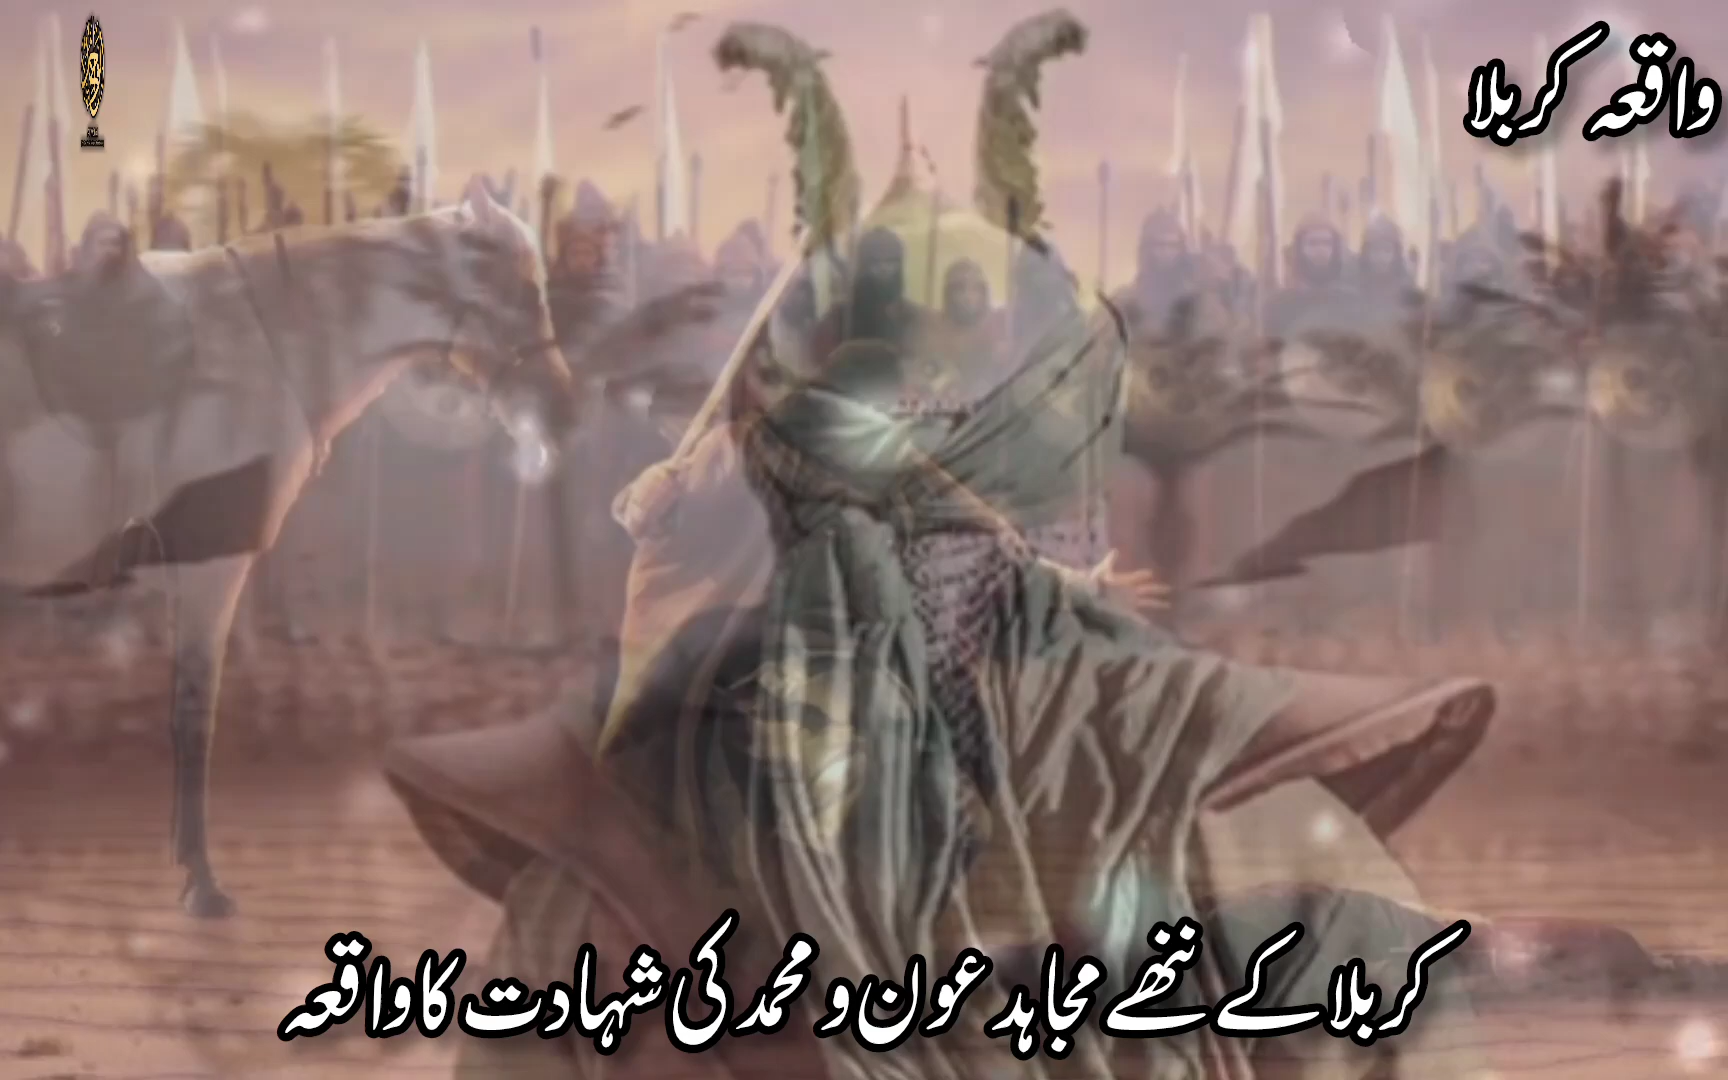 واقعہ کربلا
کربلا کے ننھے مجاہد عون و محمد کی شہادت کا واقعہ